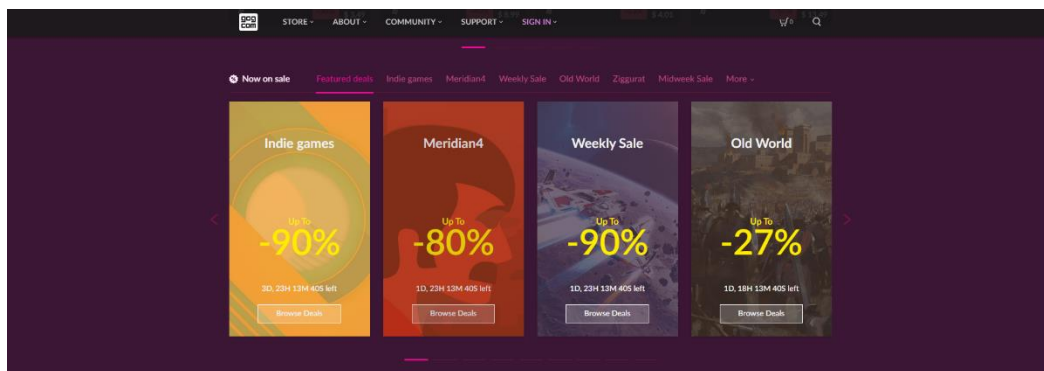 gog
com
STORE
ABOUT
COMMUNITY
SUPPORT
SIGN IN
0
Now on sale
Featured deals
Indie games
Meridian4
Weekly Sale
Old World
Ziggurat
Midweek Sale
More
Indie games
Up To
-90%
3D, 23H 13M 40S left
Browse Deals
Meridian4
Up To
-80%
1D, 23H 13M 40S left
Browse Deals
Weekly Sale
Up To
-90%
1D, 23H 13M 40S left
Browse Deals
Old World
Up To
-27%
1D, 18H 13M 40S left
Browse Deals